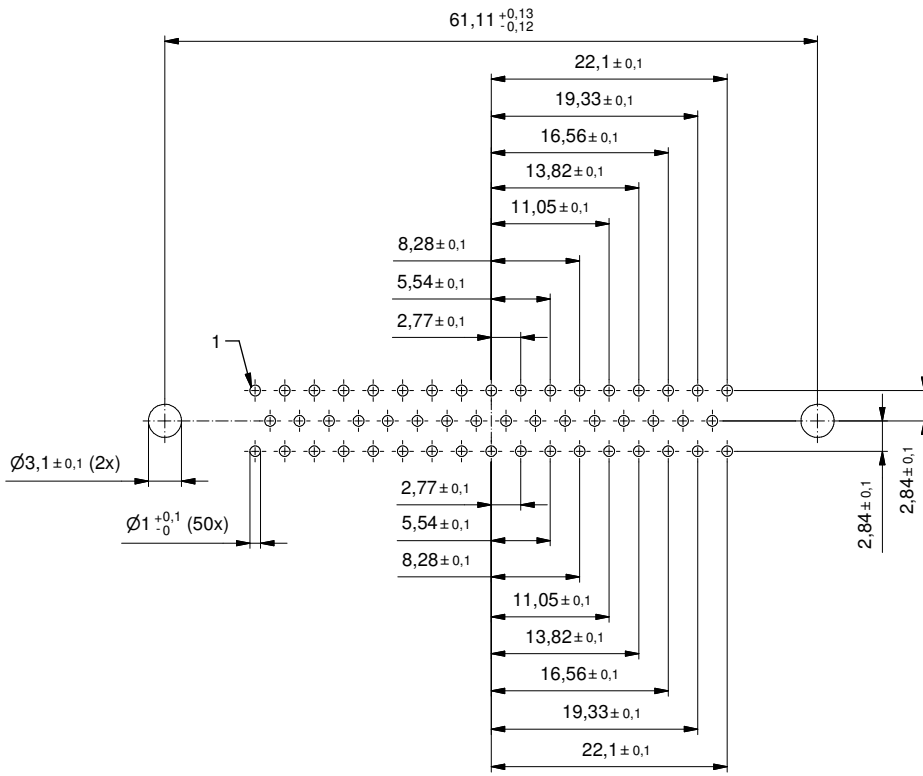 61,11 +0,13 -0,12
22,1 ± 0,1
19,33 ± 0,1
16,56 ± 0,1
13,82 ± 0,1
11,05 ± 0,1
8,28 ± 0,1
5,54 ± 0,1
2,77 ± 0,1
1
Ø3,1 ± 0,1 (2x)
2,84 ± 0,1
2,84 ± 0,1
2,77 ± 0,1
Ø1 +0,1 -0 (50x)
5,54 ± 0,1
8,28 ± 0,1
11,05 ± 0,1
13,82 ± 0,1
16,56 ± 0,1
19,33 ± 0,1
22,1 ± 0,1